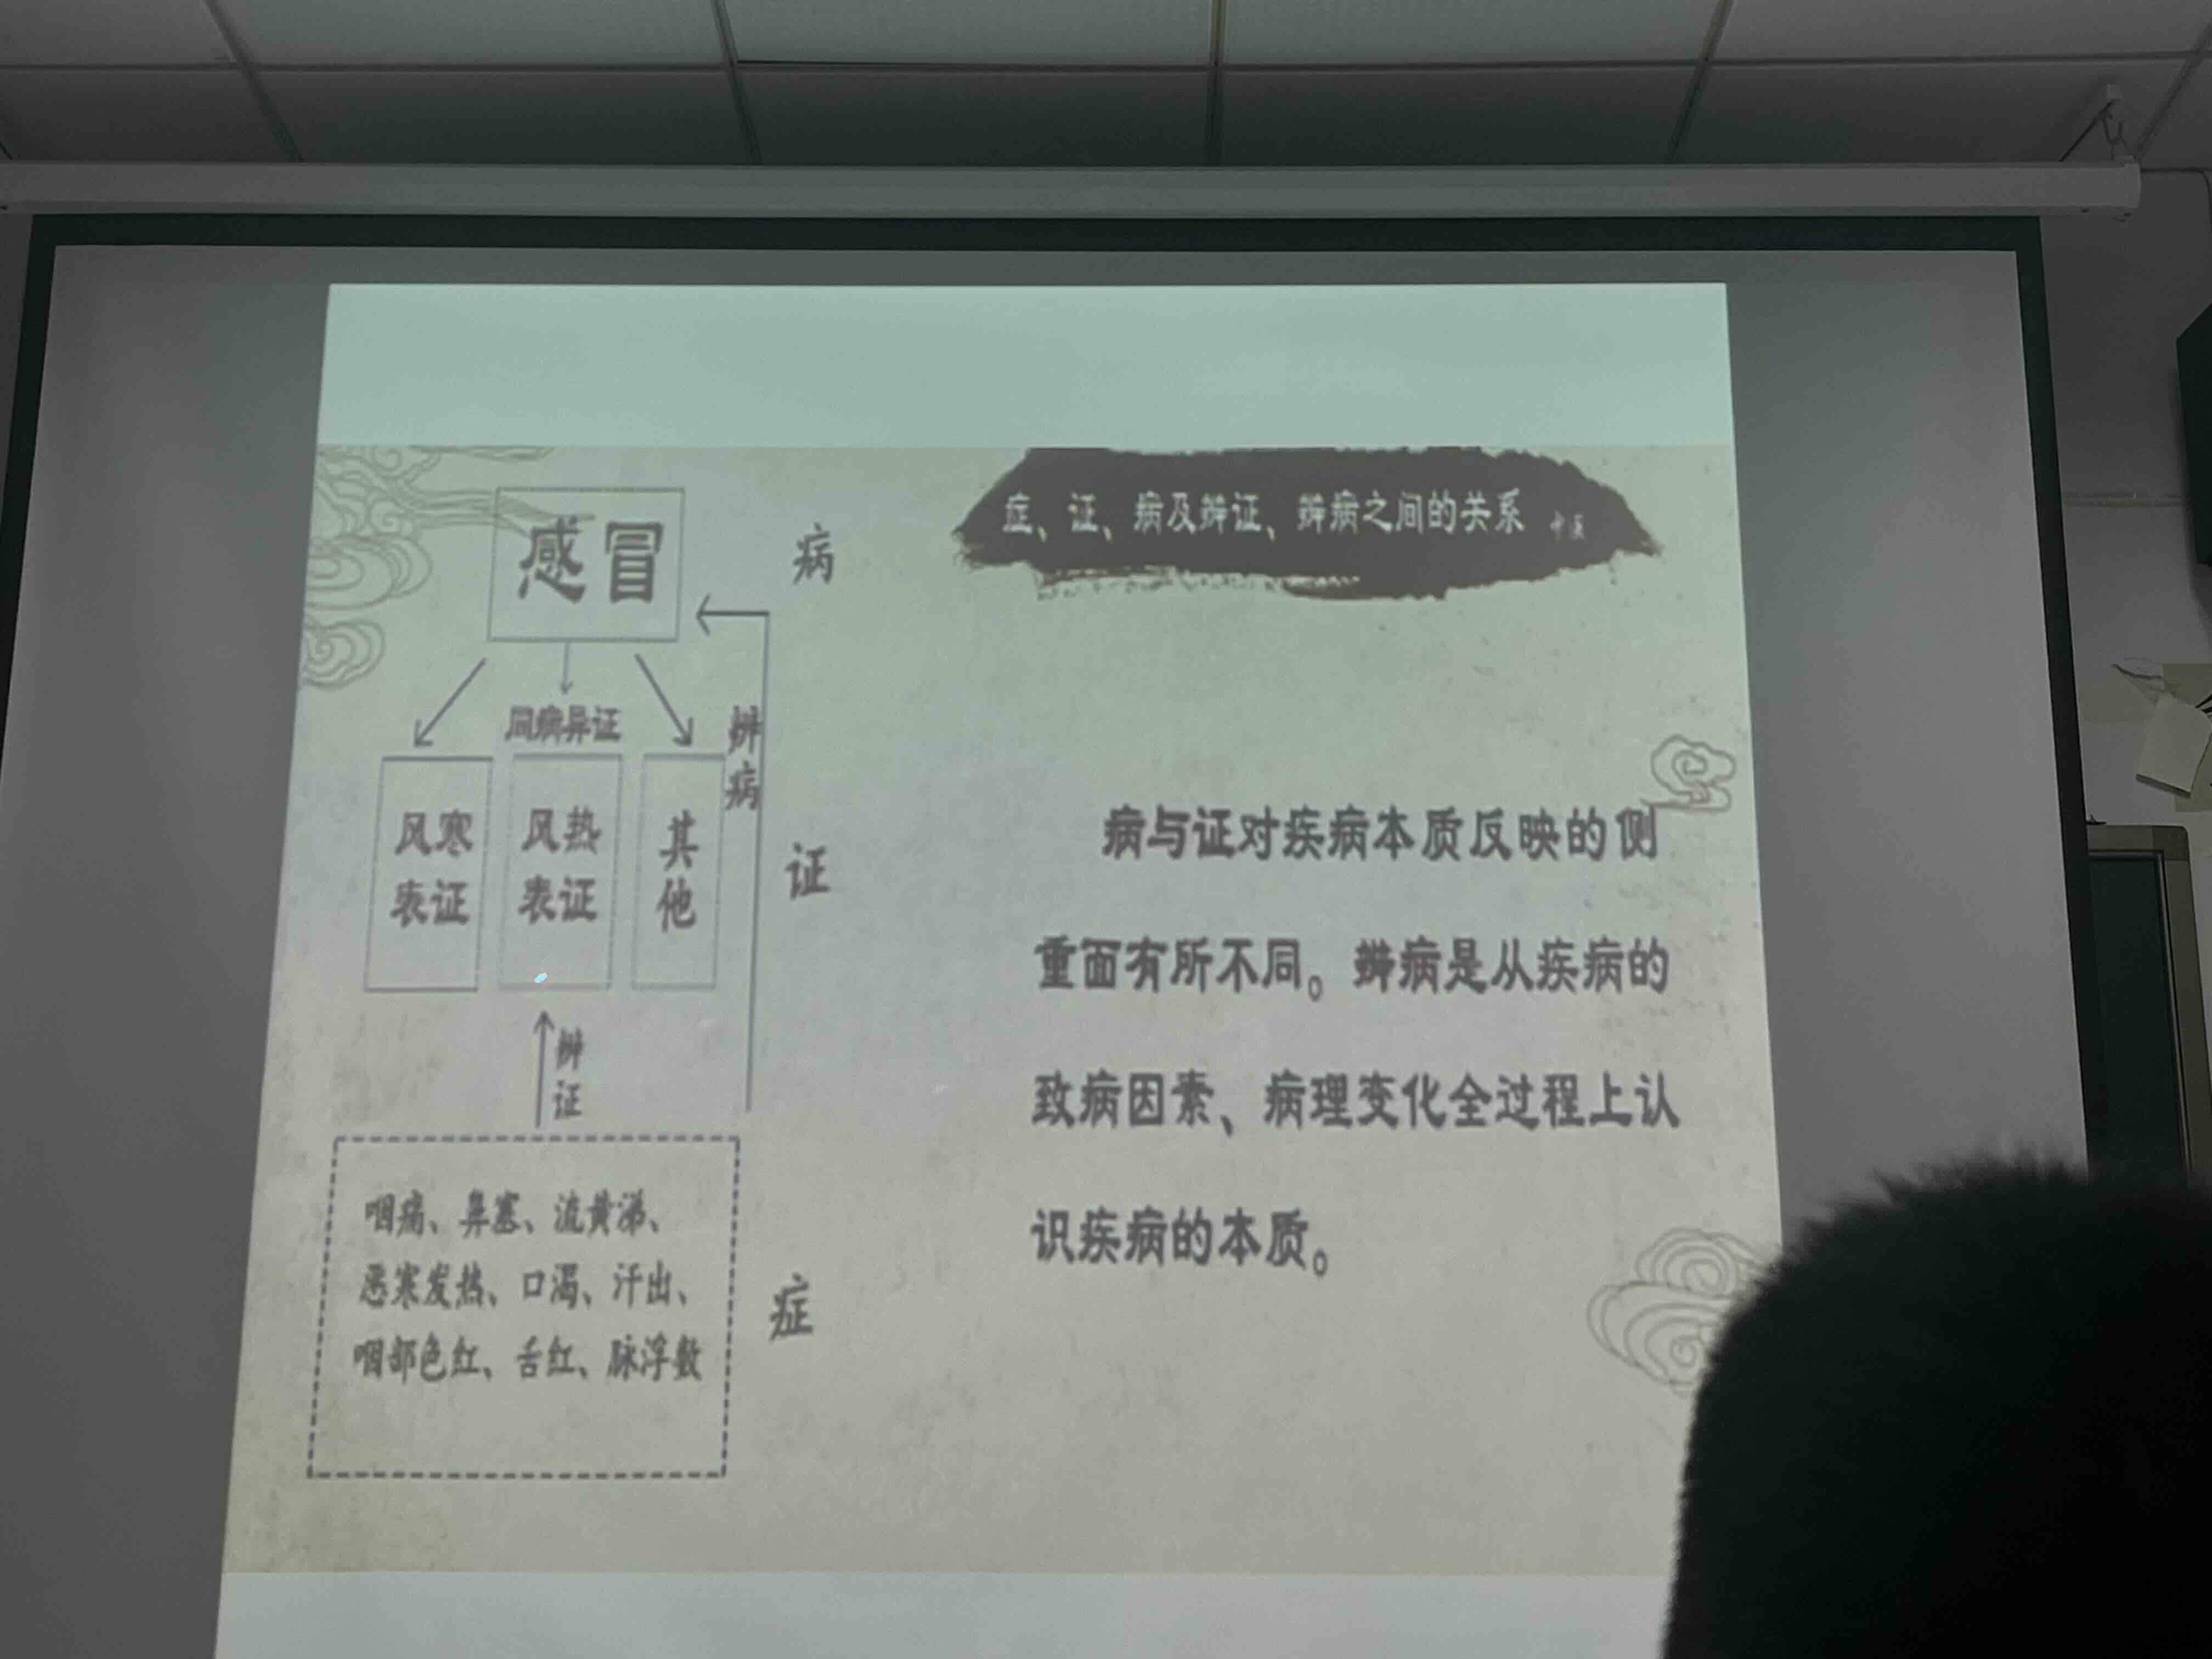 症、证、病及辨证、辨病之间的关系
感冒
病
同病异证
辨
病
风寒
表证
风热
表证
其
他
证
辨
证
咽痛、鼻塞、流黄涕、
恶寒发热、口渴、汗出、
咽部色红、舌红、脉浮数
症
病与证对疾病本质反映的侧
重面有所不同。辨病是从疾病的
致病因素、病理变化全过程上认
识疾病的本质。